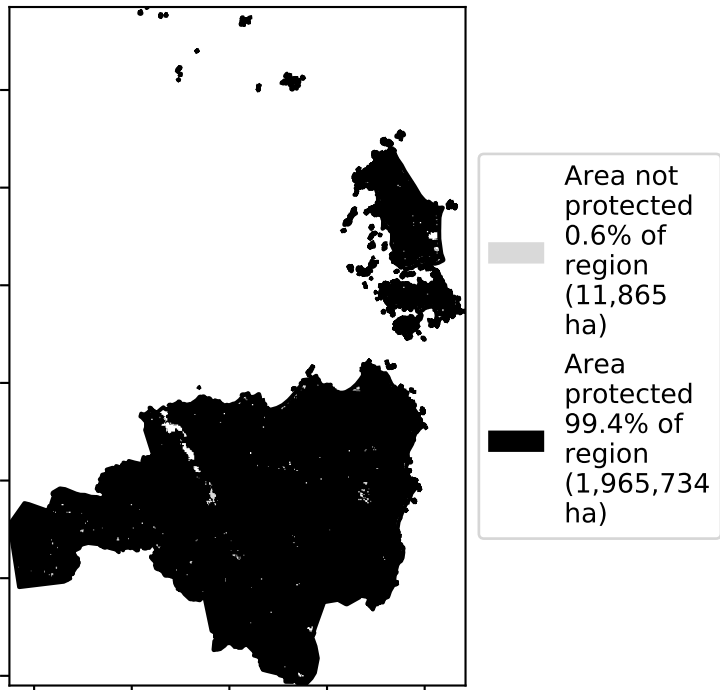 Area not
protected
0.6% of
region
(11,865
ha)
Area
protected
99.4% of
region
(1,965,734
ha)